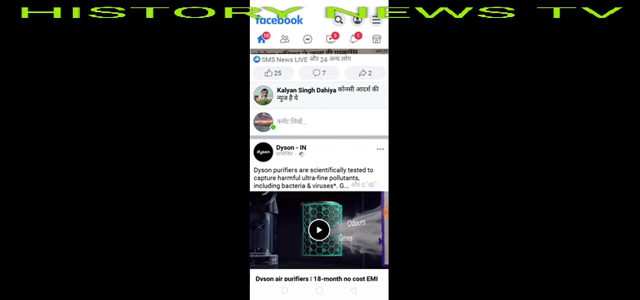 HISTORY NEWS TV
facebook
SMS News LIVE और 24 अन्य लोग
25
7
2
Kalyan Singh Dahiya कोनसी आदर्श की
न्युज है ये
कमेंट लिखें...
dyson
Dyson - IN
Dyson purifiers are scientifically tested to
capture harmful ultra-fine pollutants,
including bacteria & viruses*. G...
Odours
Gases
Dyson air purifiers | 18-month no cost EMI